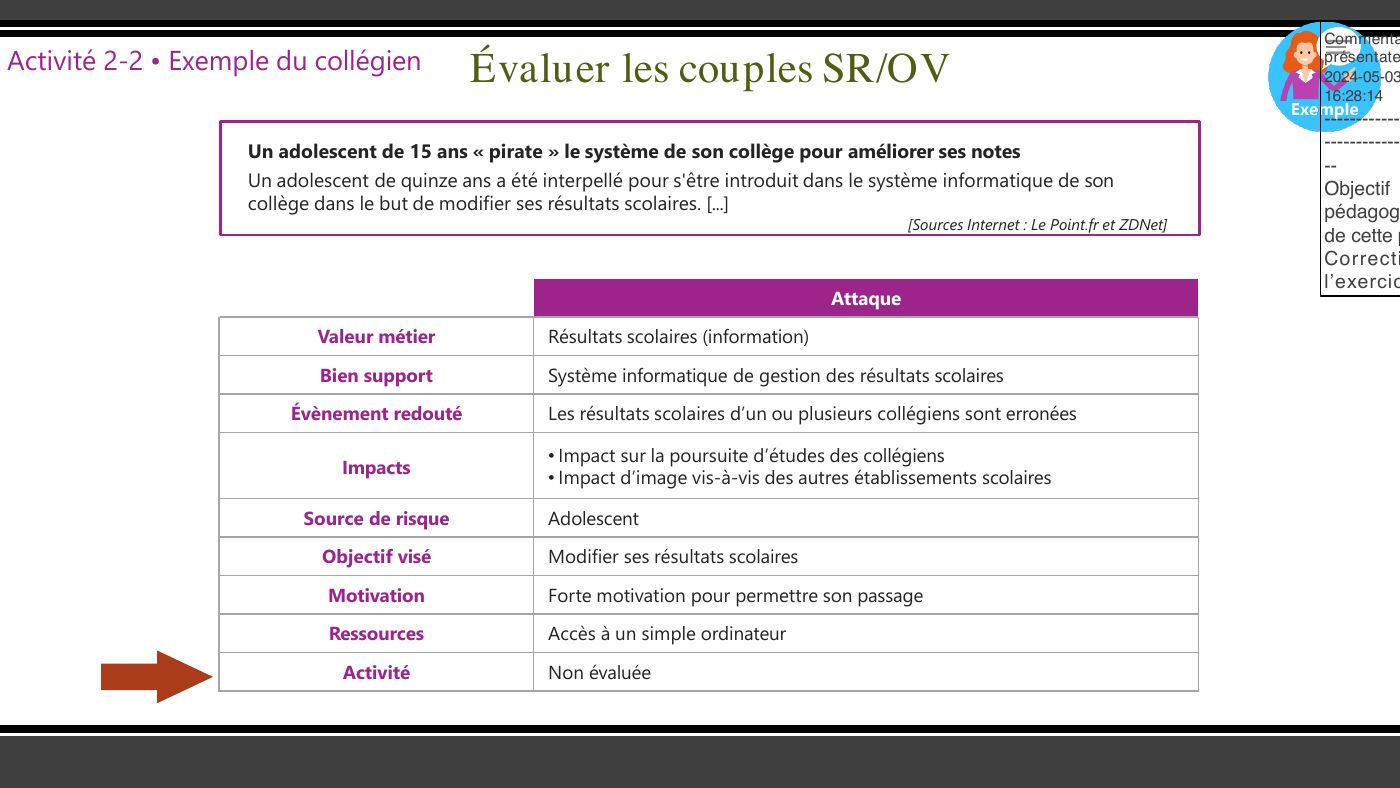 Activité 2-2 • Exemple du collégien
Évaluer les couples SR/OV
Un adolescent de 15 ans « pirate » le système de son collège pour améliorer ses notes
Un adolescent de quinze ans a été interpellé pour s'être introduit dans le système informatique de son
collège dans le but de modifier ses résultats scolaires. [...]
[Sources Internet : Le Point.fr et ZDNet]
Attaque
Valeur métier
Résultats scolaires (information)
Bien support
Système informatique de gestion des résultats scolaires
Évènement redouté
Les résultats scolaires d’un ou plusieurs collégiens sont erronées
Impacts
• Impact sur la poursuite d’études des collégiens
• Impact d’image vis-à-vis des autres établissements scolaires
Source de risque
Adolescent
Objectif visé
Modifier ses résultats scolaires
Motivation
Forte motivation pour permettre son passage
Ressources
Accès à un simple ordinateur
Activité
Non évaluée
Exemple
Commenta
présentate
2024-05-03
16:28:14
------------
------------
--
Objectif
pédagog
de cette
Correcti
l’exercic